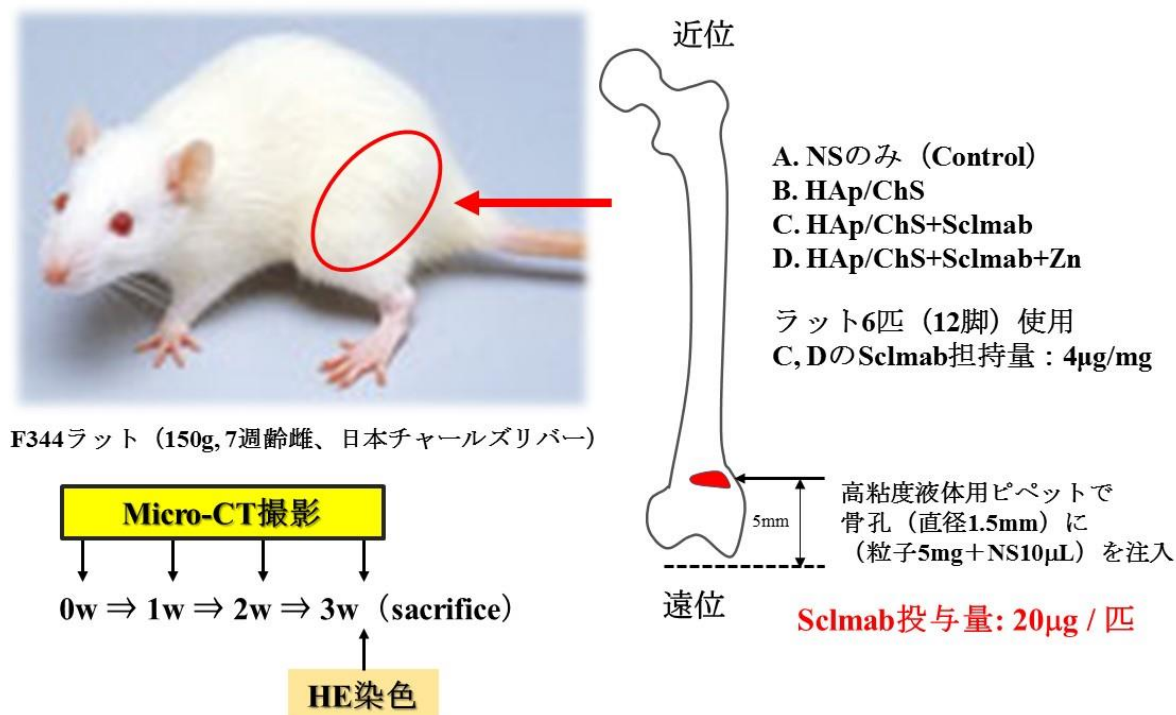 近位
A. NSのみ（Control）
B. HAp/ChS
C. HAp/ChS+Sclmab
D. HAp/ChS+Sclmab+Zn
ラット6匹（12脚）使用
C, DのSclmab担持量：4μg/mg
F344ラット（150g, 7週齢雌、日本チャールズリバー）
Micro-CT撮影
0w ⇒ 1w ⇒ 2w ⇒ 3w（sacrifice）
HE染色
5mm
高粘度液体用ピペットで
骨孔（直径1.5mm）に
（粒子5mg＋NS10μL）を注入
遠位
Sclmab投与量: 20μg / 匹